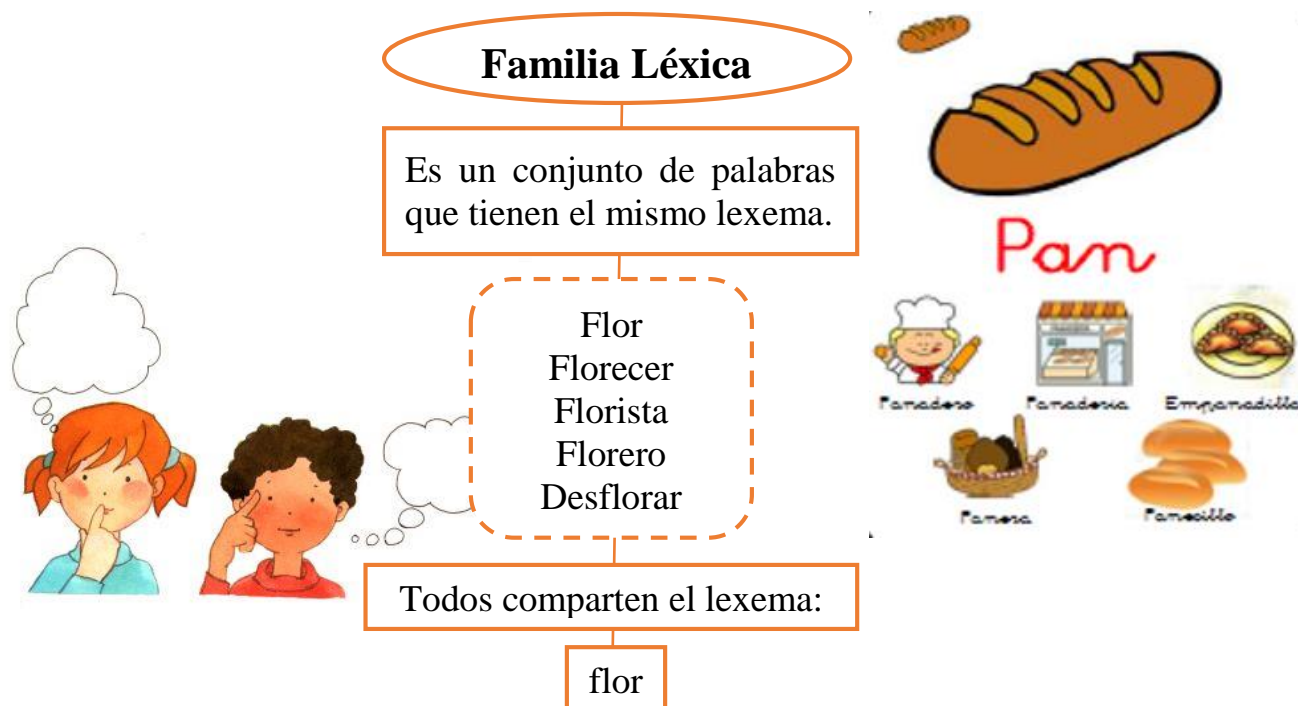 Familia Léxica
Es un conjunto de palabras
que tienen el mismo lexema.
Flor
Florecer
Florista
Florero
Desflorar
Todos comparten el lexema:
flor
Pan
Panadero
Panadería
Empanadilla
Panera
Panecillo